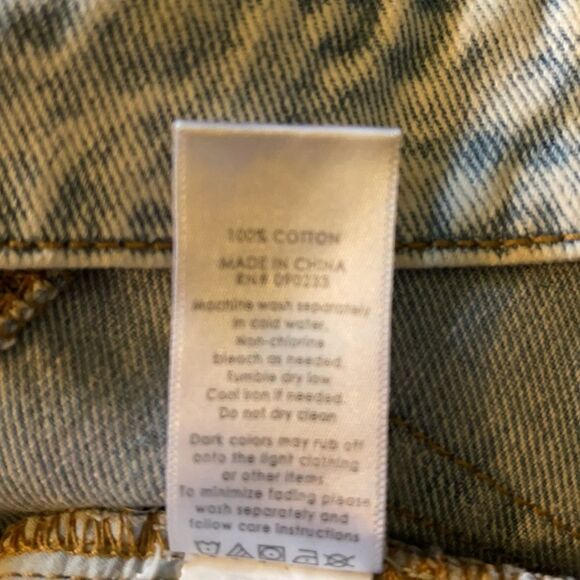 100% COTTON
MADE IN CHINA
RN# 090233
Machine wash separately
in cold water.
Non-chlorine
bleach as needed.
Tumble dry low
Cool iron if needed.
Do not dry clean
Dark colors may rub off
onto the light clothing
or other items.
To minimize fading please
wash separately and
follow care instructions